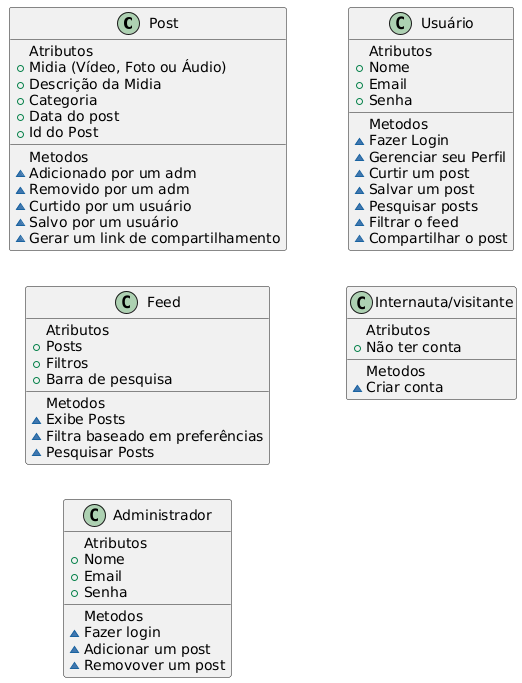 C Post
Atributos
Midia (Vídeo, Foto ou Áudio)
Descrição da Midia
Categoria
Data do post
Id do Post
Metodos
Adicionado por um adm
Removido por um adm
Curtido por um usuário
Salvo por um usuário
Gerar um link de compartilhamento
C Usuário
Atributos
Nome
Email
Senha
Metodos
Fazer Login
Gerenciar seu Perfil
Curtir um post
Salvar um post
Pesquisar posts
Filtrar o feed
Compartilhar o post
C Feed
Atributos
Posts
Filtros
Barra de pesquisa
Metodos
Exibe Posts
Filtra baseado em preferências
Pesquisar Posts
C Internauta/visitante
Atributos
Não ter conta
Metodos
Criar conta
C Administrador
Atributos
Nome
Email
Senha
Metodos
Fazer login
Adicionar um post
Removover um post